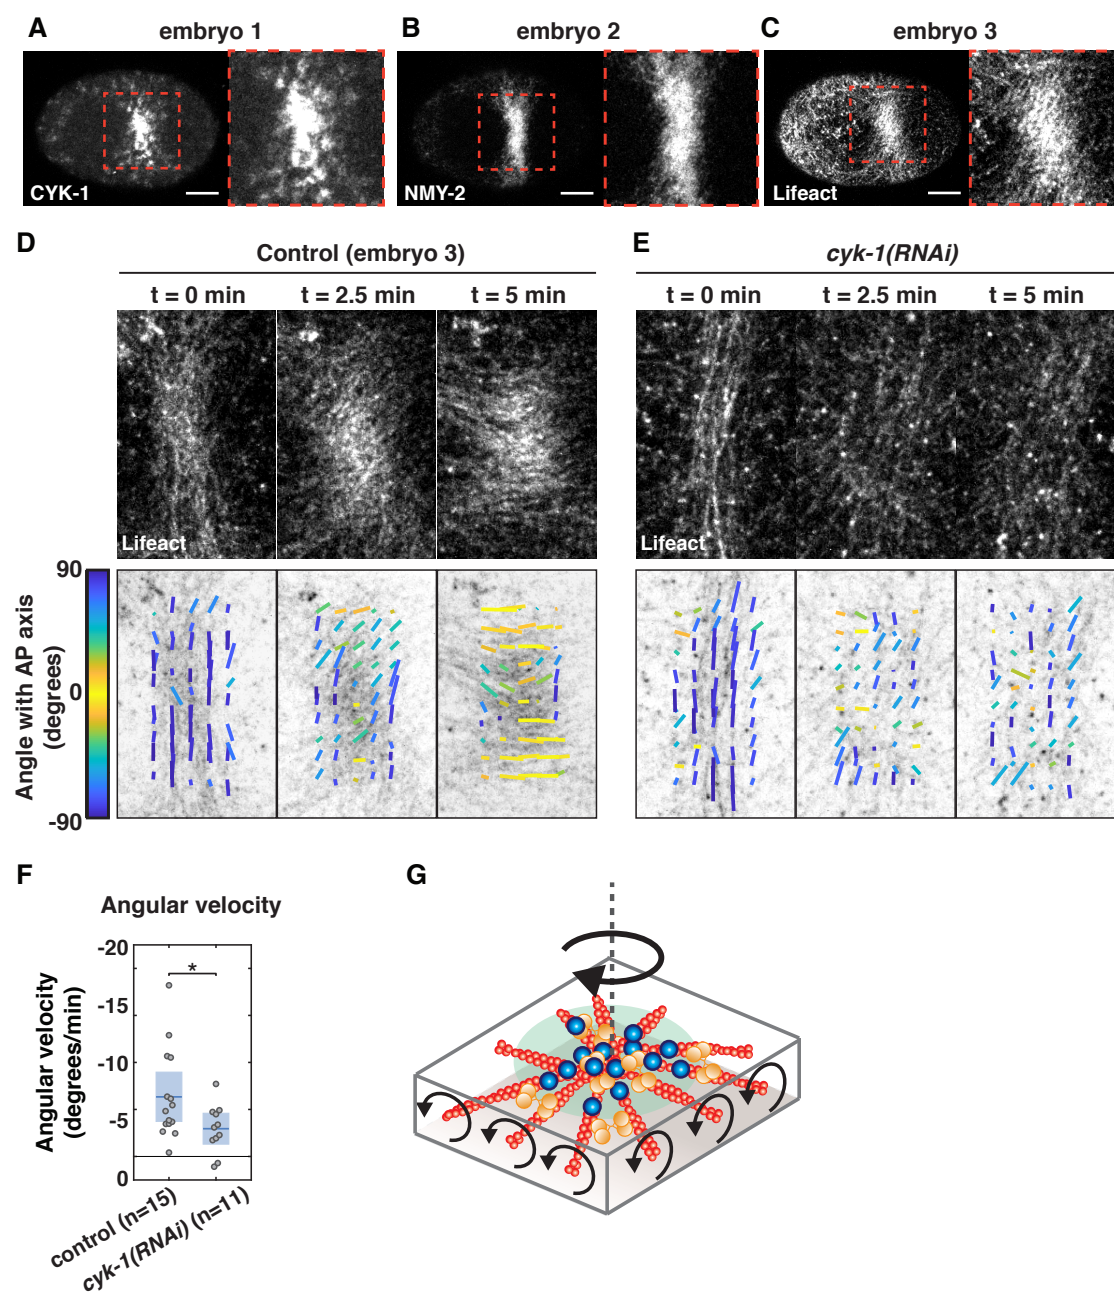 A
embryo 1
B
embryo 2
C
embryo 3
CYK-1
NMY-2
Lifeact
D
Control (embryo 3)
t = 0 min
t = 2.5 min
t = 5 min
Lifeact
E
cyk-1(RNAi)
t = 0 min
t = 2.5 min
t = 5 min
Lifeact
Angle with AP axis
(degrees)
90
0
-90
F
Angular velocity
Angular velocity
(degrees/min)
-20
-15
-10
-5
0
*
control (n=15)
cyk-1(RNAi) (n=11)
G